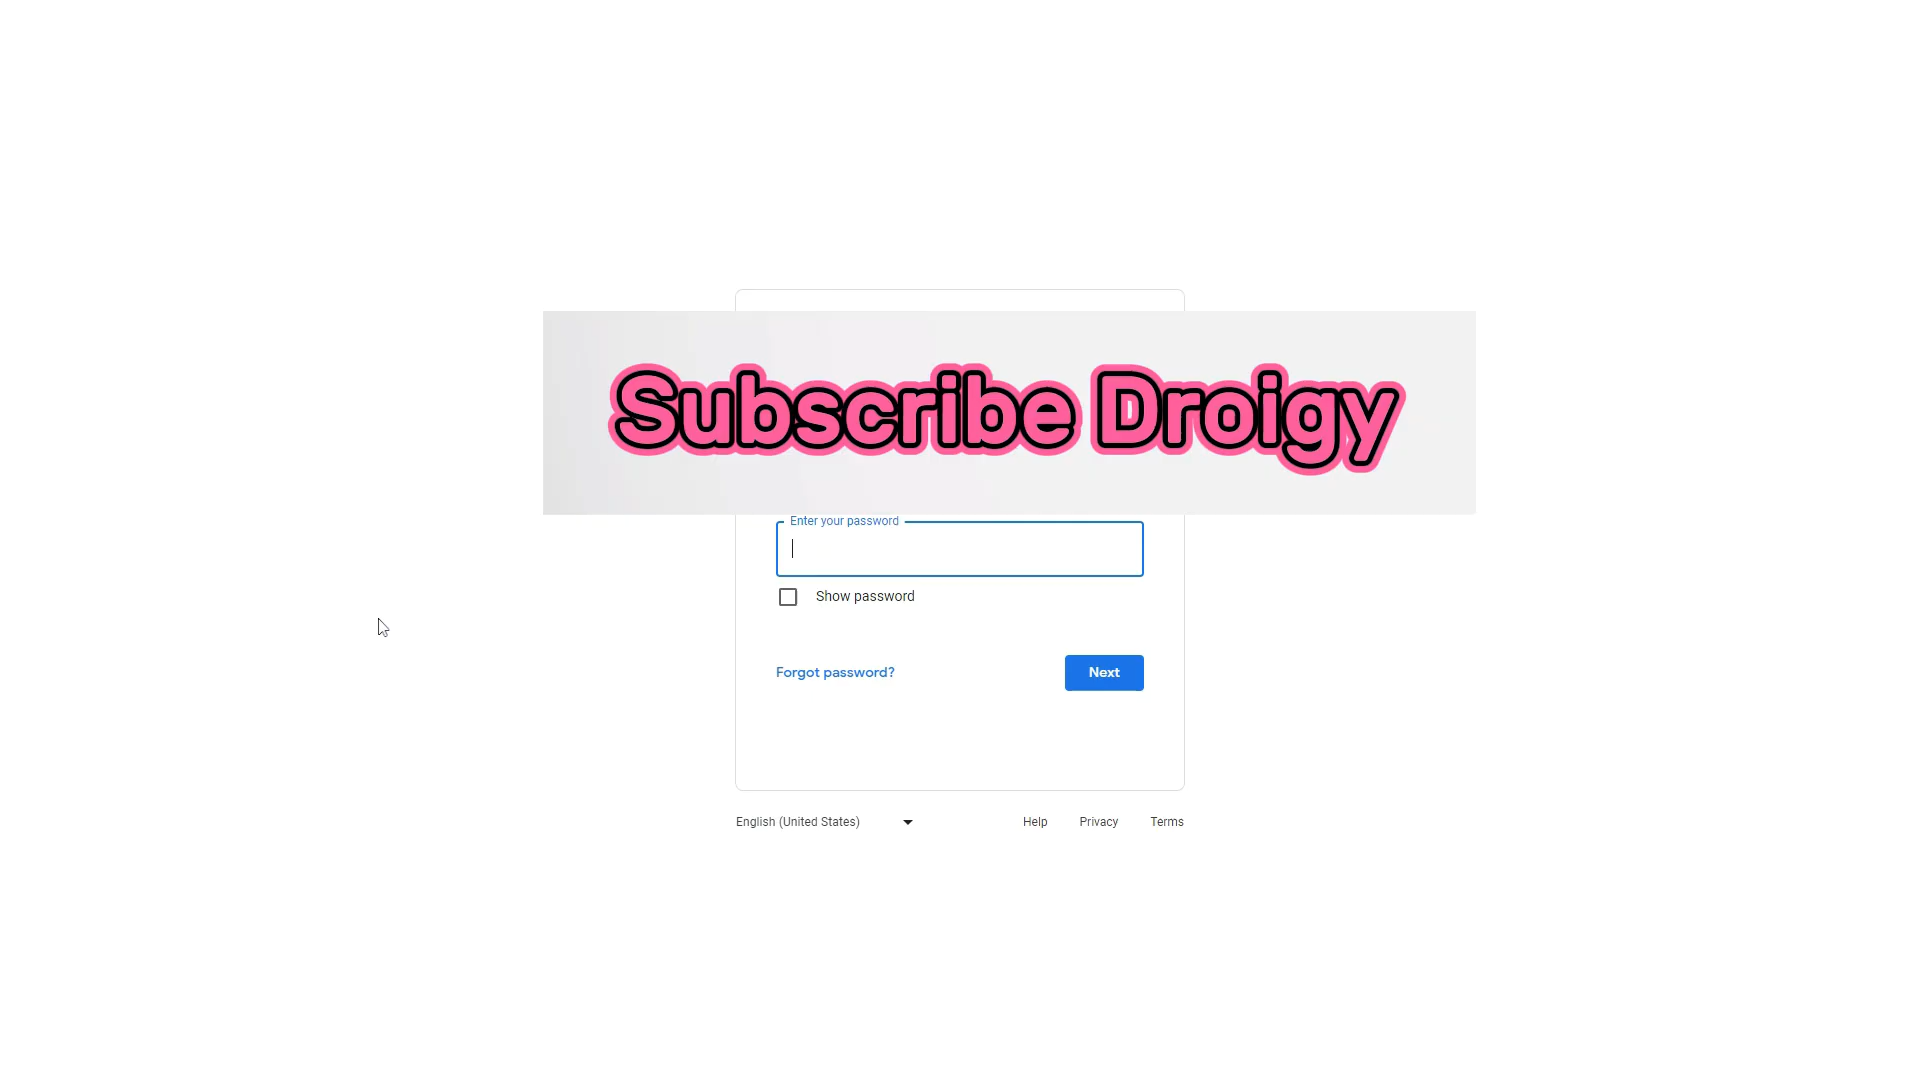 Subscribe Droigy
Enter your password
Show password
Forgot password?
Next
English (United States)
Help
Privacy
Terms